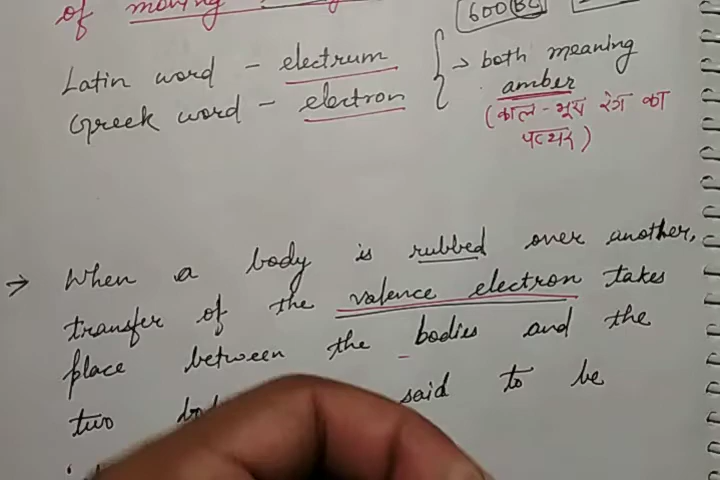 of moving
600 BC
Latin word - electrum
Greek word - electron
→ both meaning
amber
(काल - भूरा रंग का
पत्थर)
→ When a body is rubbed over another,
transfer of the valence electron takes
place between the bodies and the
two said to be